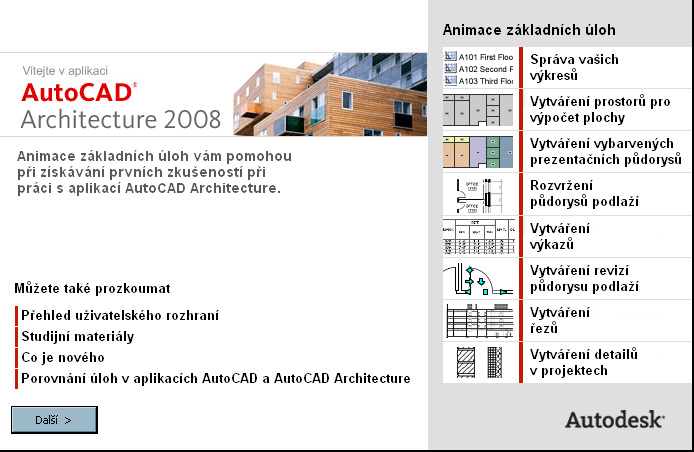 Vítejte v aplikaci
AutoCAD®
Architecture 2008
Animace základních úloh vám pomohou
při získávání prvních zkušeností při
práci s aplikací AutoCAD Architecture.
Můžete také prozkoumat
Přehled uživatelského rozhraní
Studijní materiály
Co je nového
Porovnání úloh v aplikacích AutoCAD a AutoCAD Architecture
Další >
Animace základních úloh
A101 First Floo
A102 Second F
A103 Third Floo
Správa vašich
výkresů
Vytváření prostorů pro
výpočet plochy
Vytváření vybarvených
prezentačních půdorysů
OFFICE
OFFICE
Rozvržení
půdorysů podlaží
Vytváření
výkazů
Vytváření revizí
půdorysu podlaží
Vytváření
řezů
Vytváření detailů
v projektech
Autodesk®